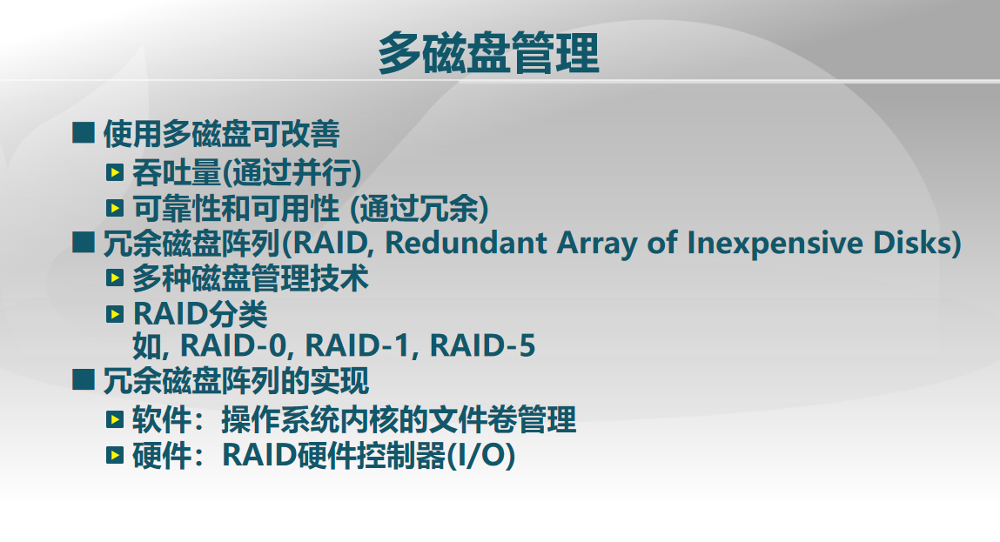 多磁盘管理
使用多磁盘可改善
吞吐量(通过并行)
可靠性和可用性 (通过冗余)
冗余磁盘阵列(RAID, Redundant Array of Inexpensive Disks)
多种磁盘管理技术
RAID分类
如, RAID-0, RAID-1, RAID-5
冗余磁盘阵列的实现
软件：操作系统内核的文件卷管理
硬件：RAID硬件控制器(I/O)